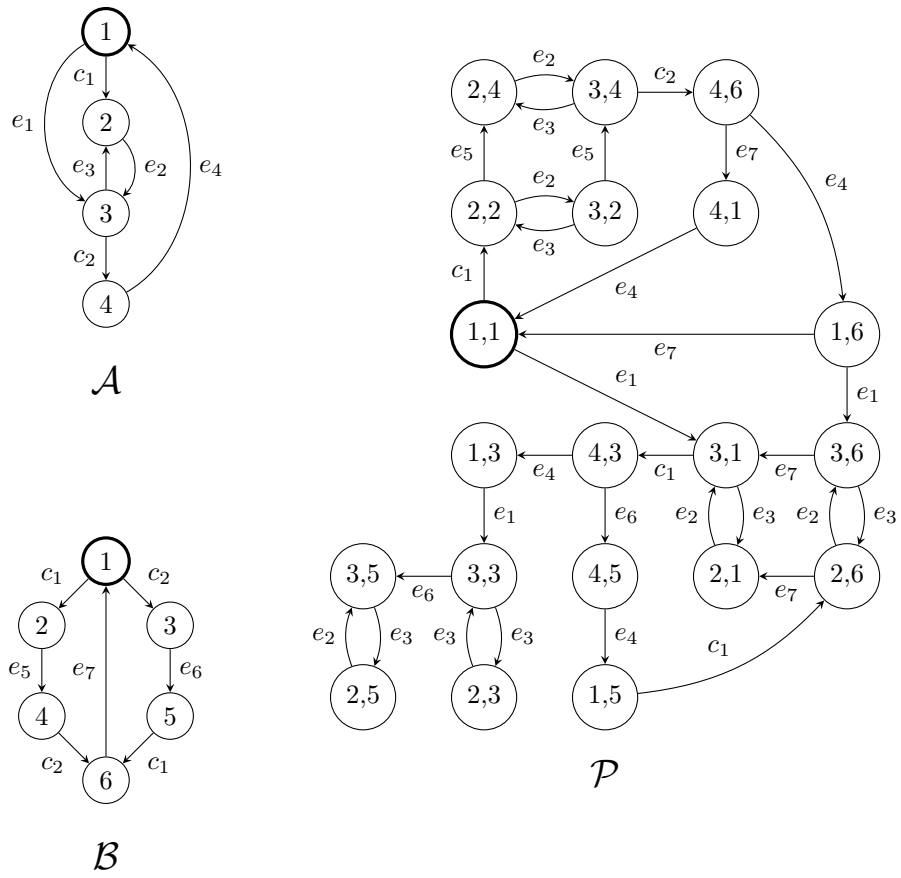 1
c₁
e₁
2
e₃
e₂
e₄
3
c₂
4
𝒜
1
c₁
c₂
2
3
e₅
e₇
e₆
4
5
c₂
c₁
6
ℬ
e₂
c₂
2,4
3,4
4,6
e₃
e₅
e₅
e₇
e₄
e₂
2,2
3,2
4,1
e₃
c₁
e₄
1,1
1,6
e₇
e₁
e₁
1,3
4,3
3,1
3,6
e₄
c₁
e₇
e₁
e₆
e₂
e₃
e₂
e₃
3,5
3,3
4,5
2,1
2,6
e₆
e₇
e₂
e₃
e₃
e₃
e₄
c₁
2,5
2,3
1,5
𝒫